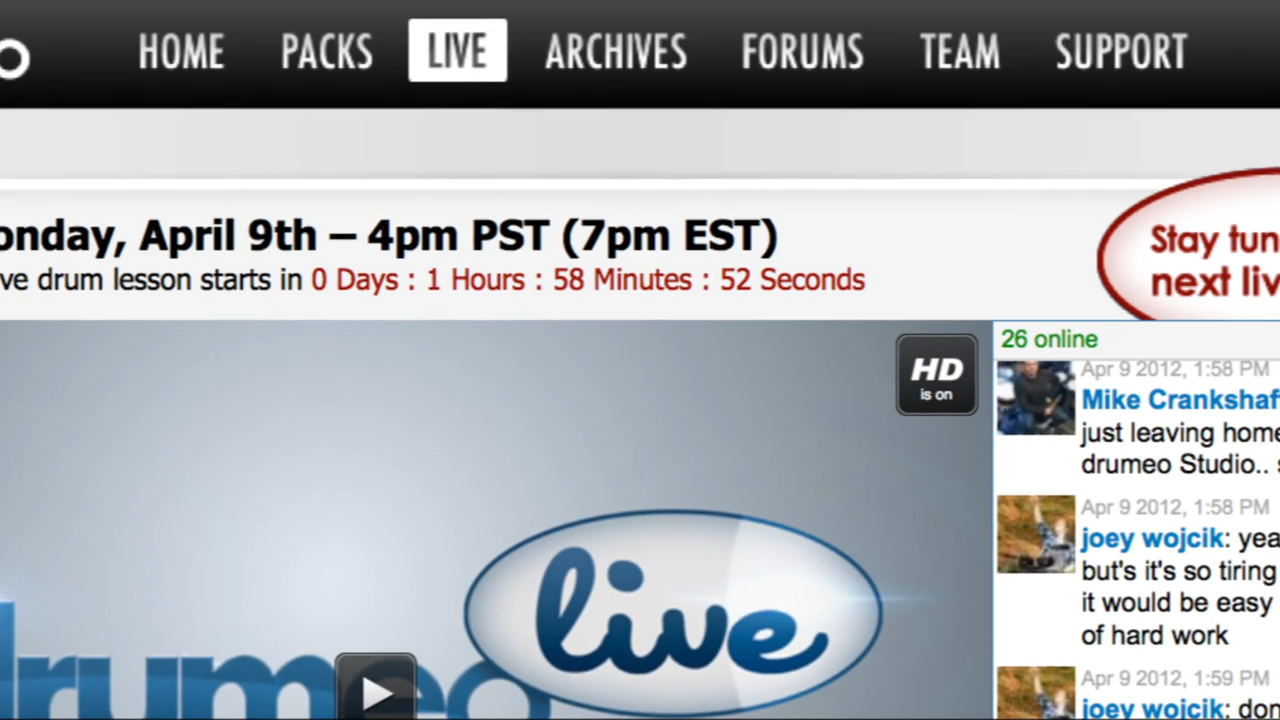 HOME PACKS LIVE ARCHIVES FORUMS TEAM SUPPORT
onday, April 9th – 4pm PST (7pm EST)
ve drum lesson starts in 0 Days : 1 Hours : 58 Minutes : 52 Seconds
Stay tun
next liv
HD
is on
26 online
Apr 9 2012, 1:58 PM
Mike Crankshaf
just leaving home
drumeo Studio..
Apr 9 2012, 1:58 PM
joey wojcik: yea
but's it's so tiring
it would be easy
of hard work
Apr 9 2012, 1:59 PM
joey wojcik: don
live
drumeo